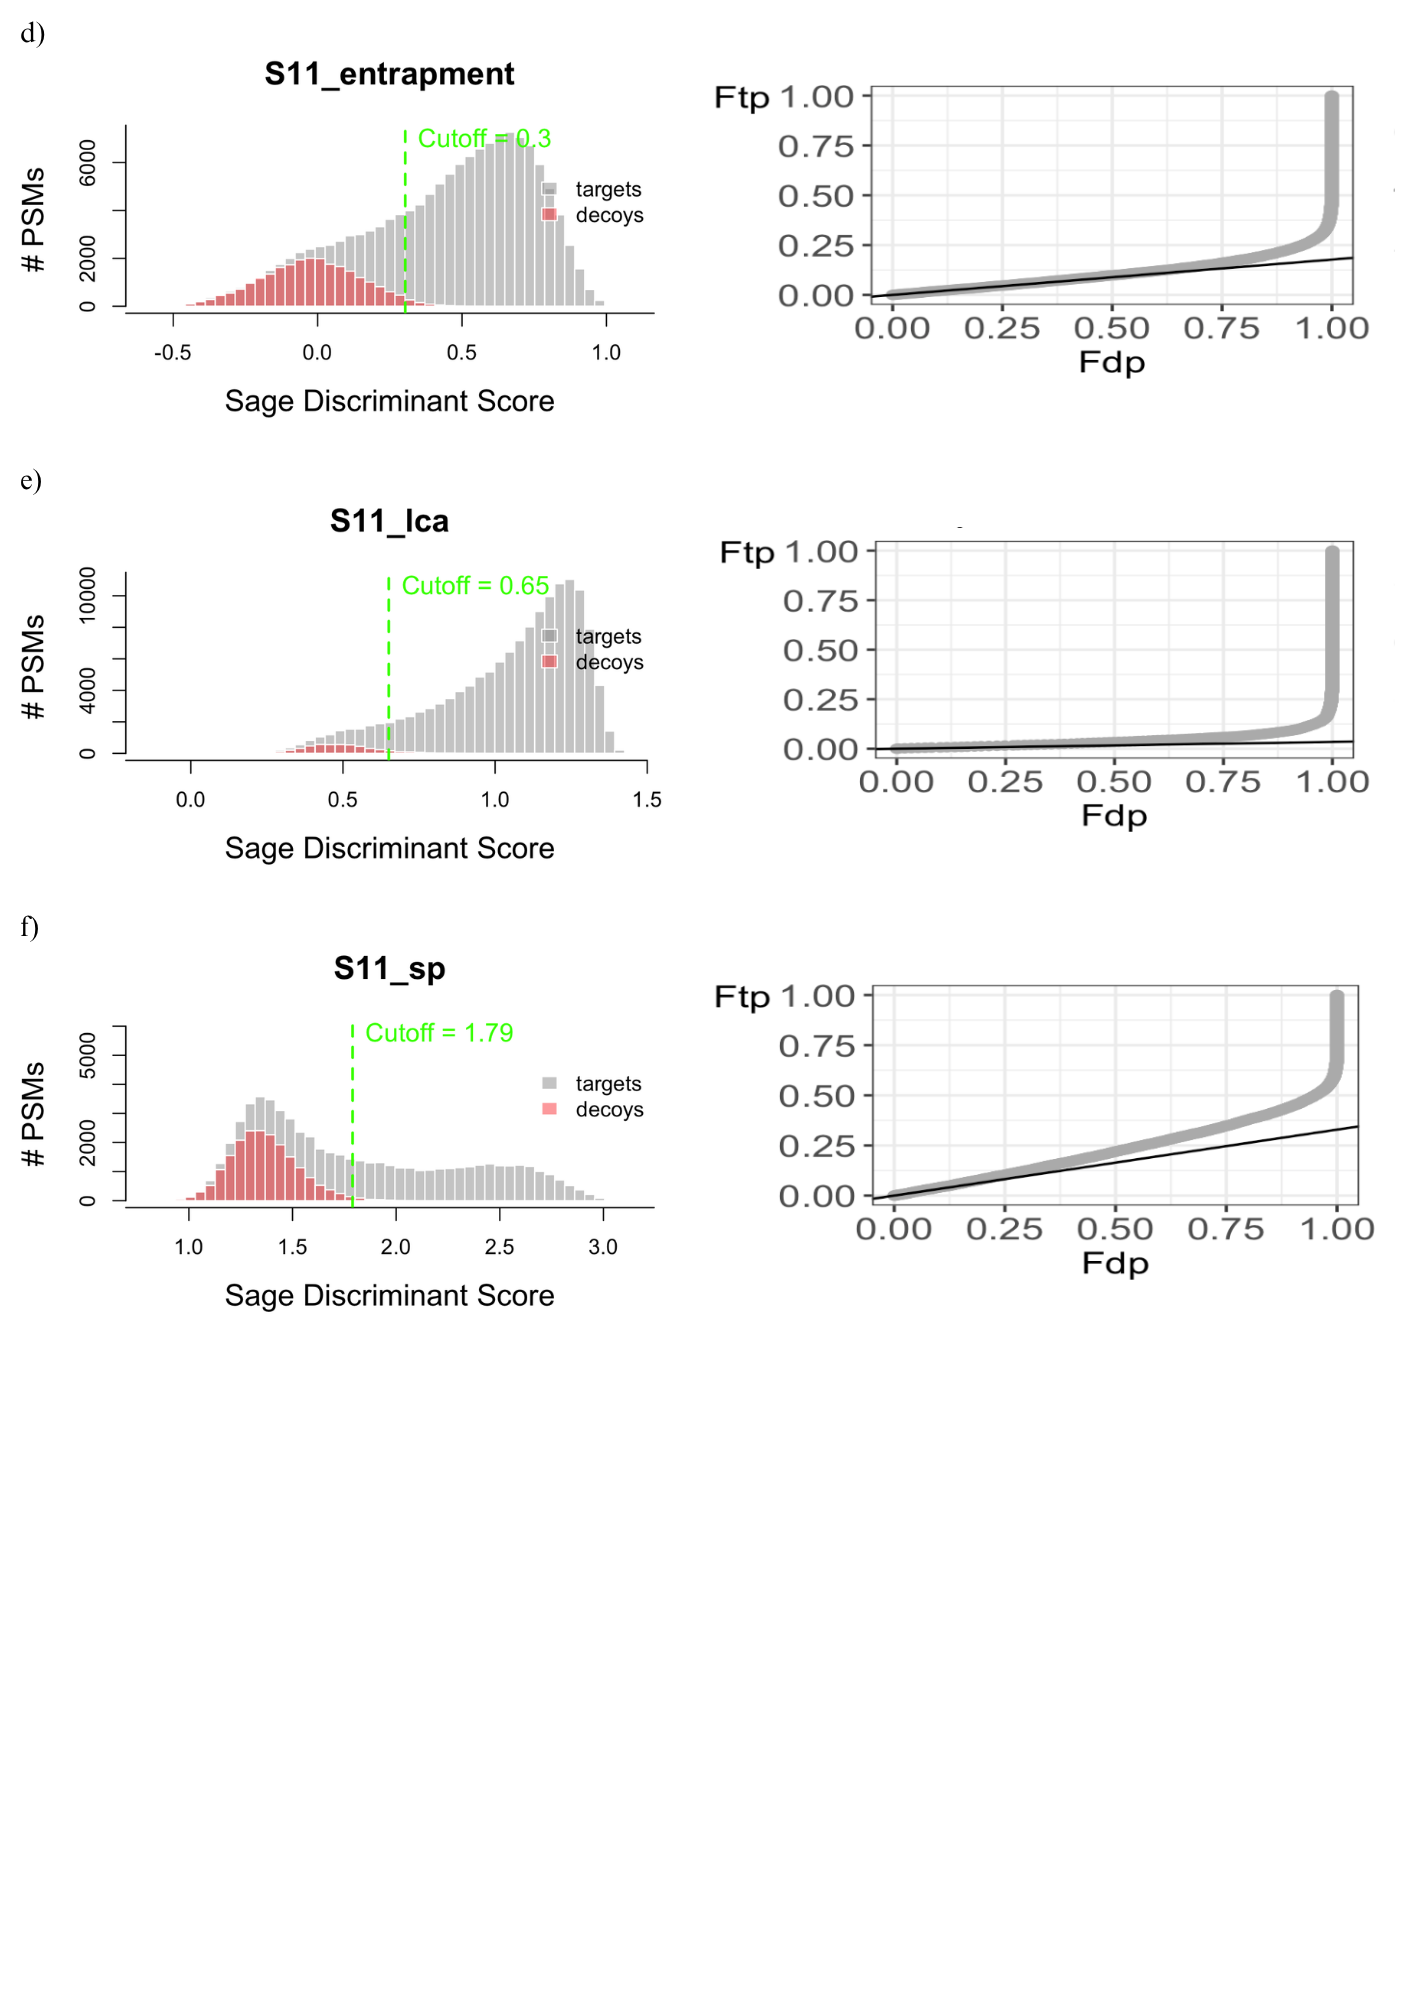 d)
S11_entrapment
# PSMs
6000
2000
0
Cutoff = 0.3
targets
decoys
-0.5 0.0 0.5 1.0
Sage Discriminant Score
Ftp
1.00
0.75
0.50
0.25
0.00
0.00 0.25 0.50 0.75 1.00
Fdp
e)
S11_lca
# PSMs
10000
4000
0
Cutoff = 0.65
targets
decoys
0.0 0.5 1.0 1.5
Sage Discriminant Score
Ftp
1.00
0.75
0.50
0.25
0.00
0.00 0.25 0.50 0.75 1.00
Fdp
f)
S11_sp
# PSMs
5000
2000
0
Cutoff = 1.79
targets
decoys
1.0 1.5 2.0 2.5 3.0
Sage Discriminant Score
Ftp
1.00
0.75
0.50
0.25
0.00
0.00 0.25 0.50 0.75 1.00
Fdp